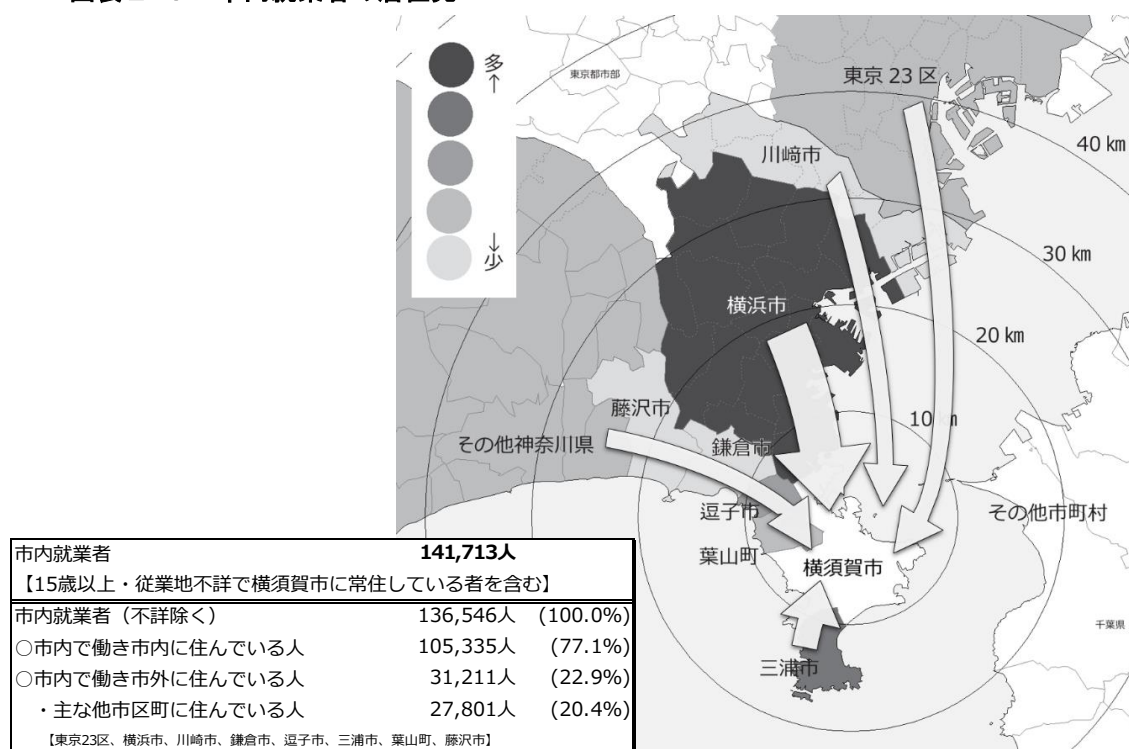 多
↑
↓
少
東京都市部
東京 23 区
40 km
川﨑市
30 km
横浜市
20 km
藤沢市
10 km
その他神奈川県
鎌倉市
逗子市
その他市町村
葉山町
横須賀市
千葉県
三浦市
市内就業者 141,713人
【15歳以上・従業地不詳で横須賀市に常住している者を含む】
市内就業者（不詳除く） 136,546人 (100.0%)
○市内で働き市内に住んでいる人 105,335人 (77.1%)
○市内で働き市外に住んでいる人 31,211人 (22.9%)
・主な他市区町に住んでいる人 27,801人 (20.4%)
【東京23区、横浜市、川崎市、鎌倉市、逗子市、三浦市、葉山町、藤沢市】